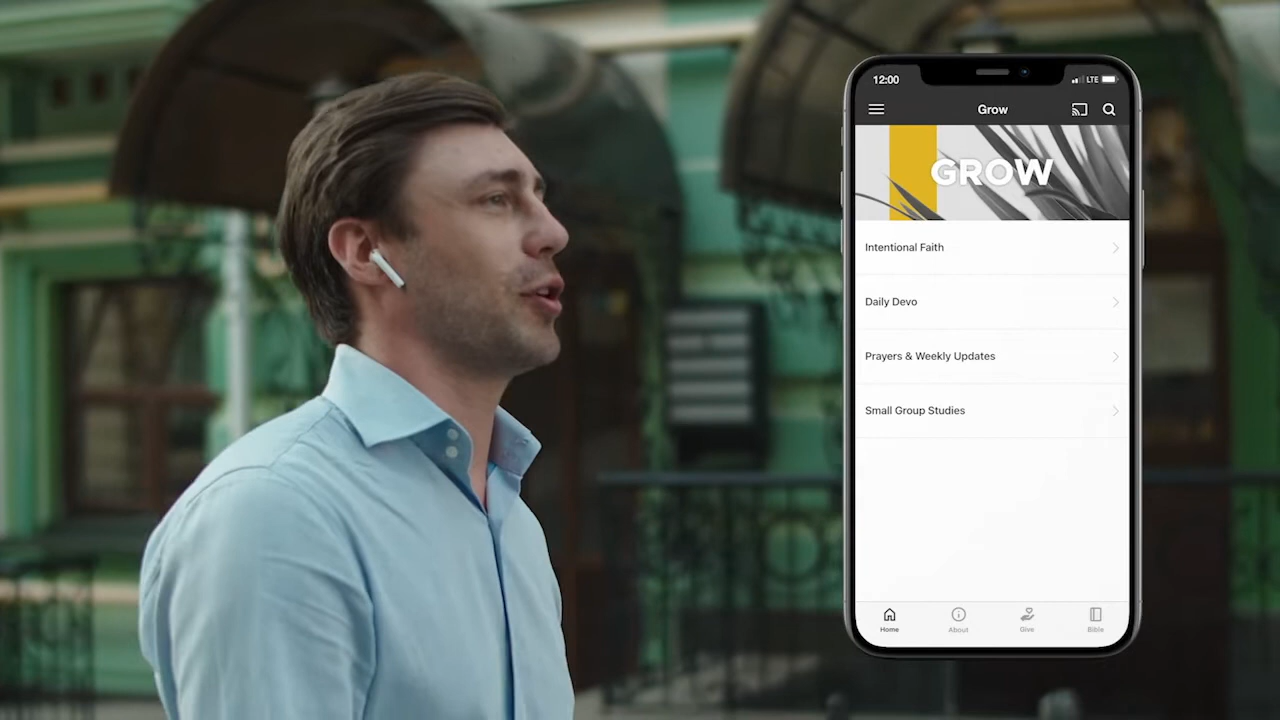 12:00
LTE
Grow
GROW
Intentional Faith
Daily Devo
Prayers & Weekly Updates
Small Group Studies
Home
About
Give
Bible